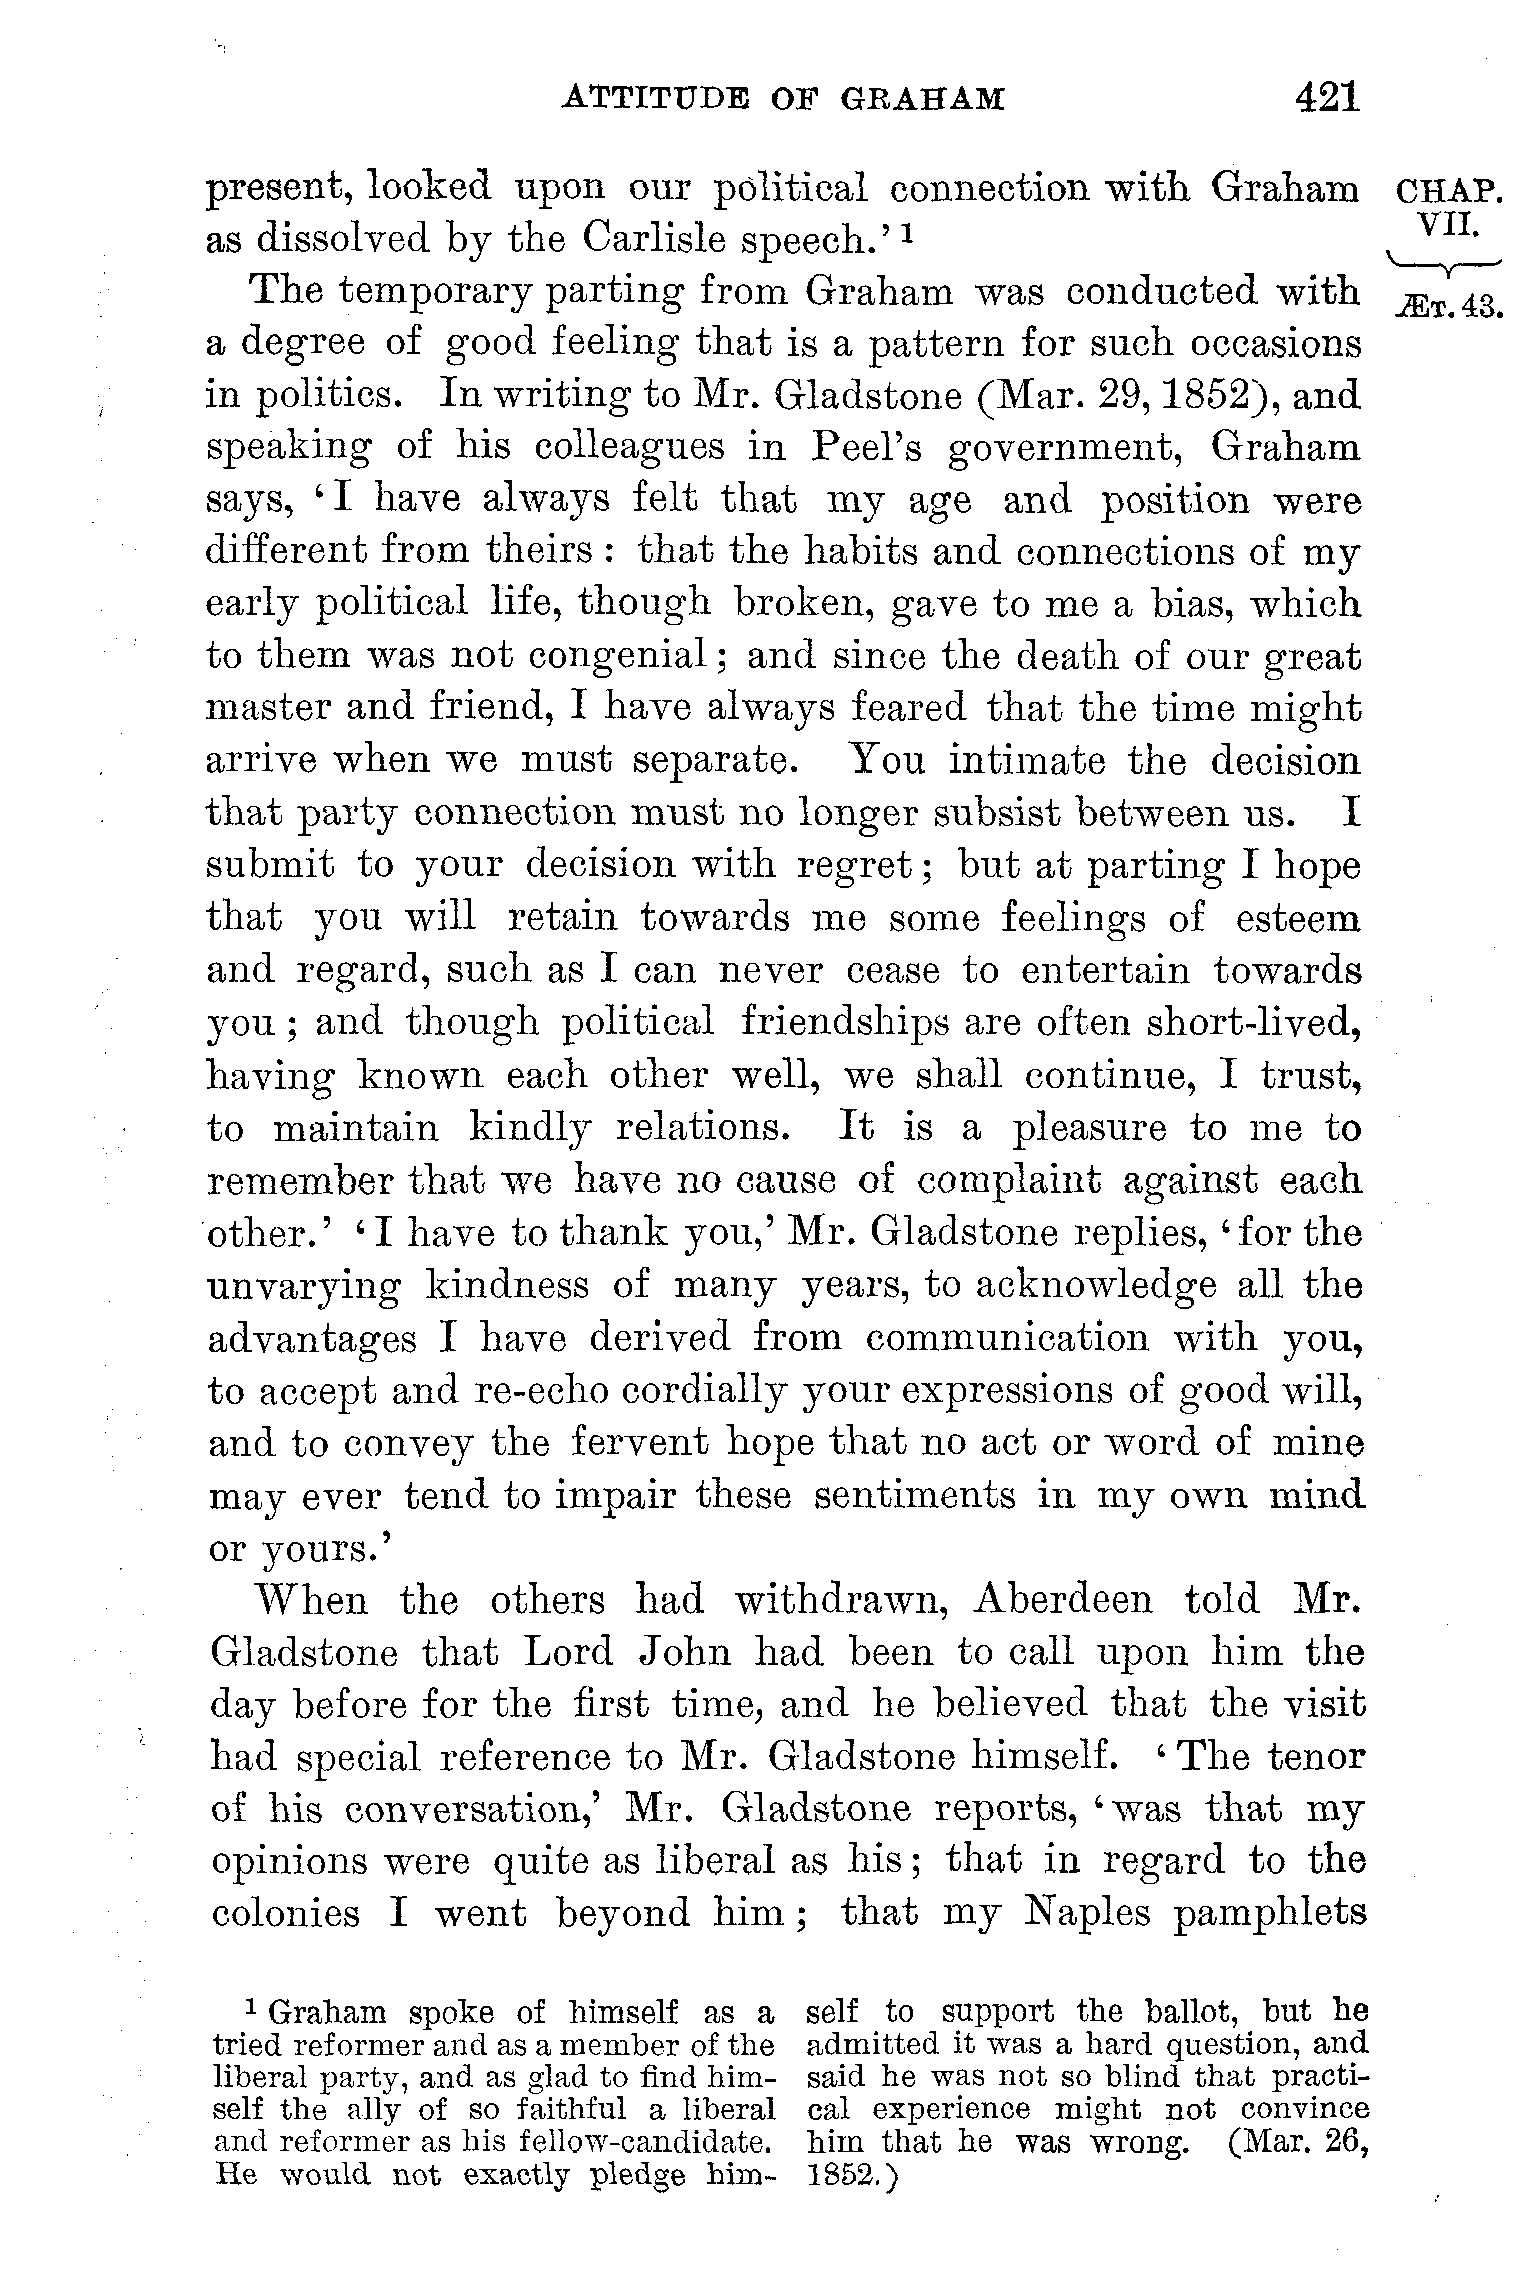 ATTITUDE OF GRAHAM 421
present, looked upon our political connection with Graham
as dissolved by the Carlisle speech.’ 1
CHAP.
VII.
ÆT. 43.
The temporary parting from Graham was conducted with
a degree of good feeling that is a pattern for such occasions
in politics. In writing to Mr. Gladstone (Mar. 29, 1852), and
speaking of his colleagues in Peel’s government, Graham
says, ‘I have always felt that my age and position were
different from theirs : that the habits and connections of my
early political life, though broken, gave to me a bias, which
to them was not congenial ; and since the death of our great
master and friend, I have always feared that the time might
arrive when we must separate. You intimate the decision
that party connection must no longer subsist between us. I
submit to your decision with regret ; but at parting I hope
that you will retain towards me some feelings of esteem
and regard, such as I can never cease to entertain towards
you ; and though political friendships are often short-lived,
having known each other well, we shall continue, I trust,
to maintain kindly relations. It is a pleasure to me to
remember that we have no cause of complaint against each
other.’ ‘I have to thank you,’ Mr. Gladstone replies, ‘for the
unvarying kindness of many years, to acknowledge all the
advantages I have derived from communication with you,
to accept and re-echo cordially your expressions of good will,
and to convey the fervent hope that no act or word of mine
may ever tend to impair these sentiments in my own mind
or yours.’
When the others had withdrawn, Aberdeen told Mr.
Gladstone that Lord John had been to call upon him the
day before for the first time, and he believed that the visit
had special reference to Mr. Gladstone himself. ‘The tenor
of his conversation,’ Mr. Gladstone reports, ‘was that my
opinions were quite as liberal as his ; that in regard to the
colonies I went beyond him ; that my Naples pamphlets
1 Graham spoke of himself as a
tried reformer and as a member of the
liberal party, and as glad to find him-
self the ally of so faithful a liberal
and reformer as his fellow-candidate.
He would not exactly pledge him-
self to support the ballot, but he
admitted it was a hard question, and
said he was not so blind that practi-
cal experience might not convince
him that he was wrong. (Mar. 26,
1852.)